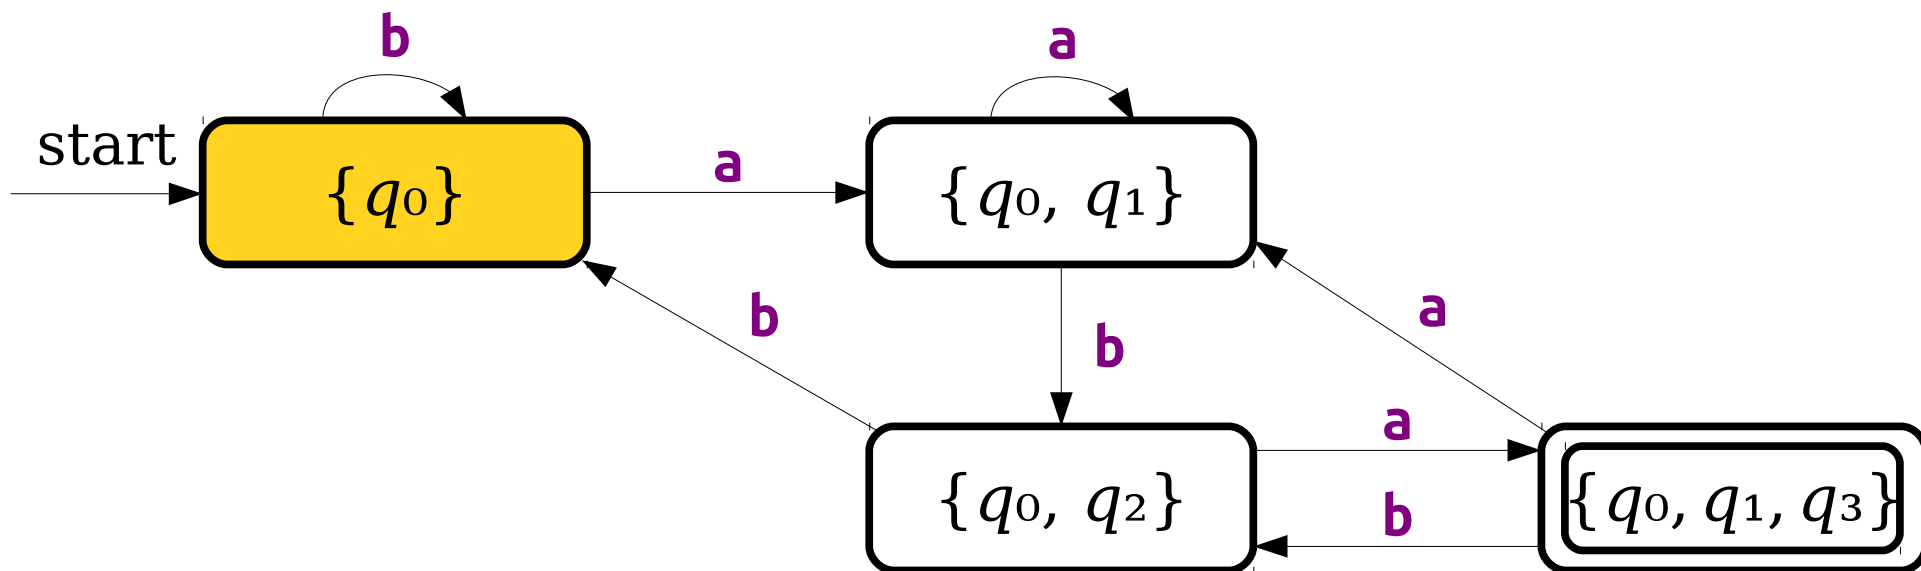 b
a
start
{q₀}
a
{q₀, q₁}
b
b
a
a
{q₀, q₂}
b
{q₀, q₁, q₃}